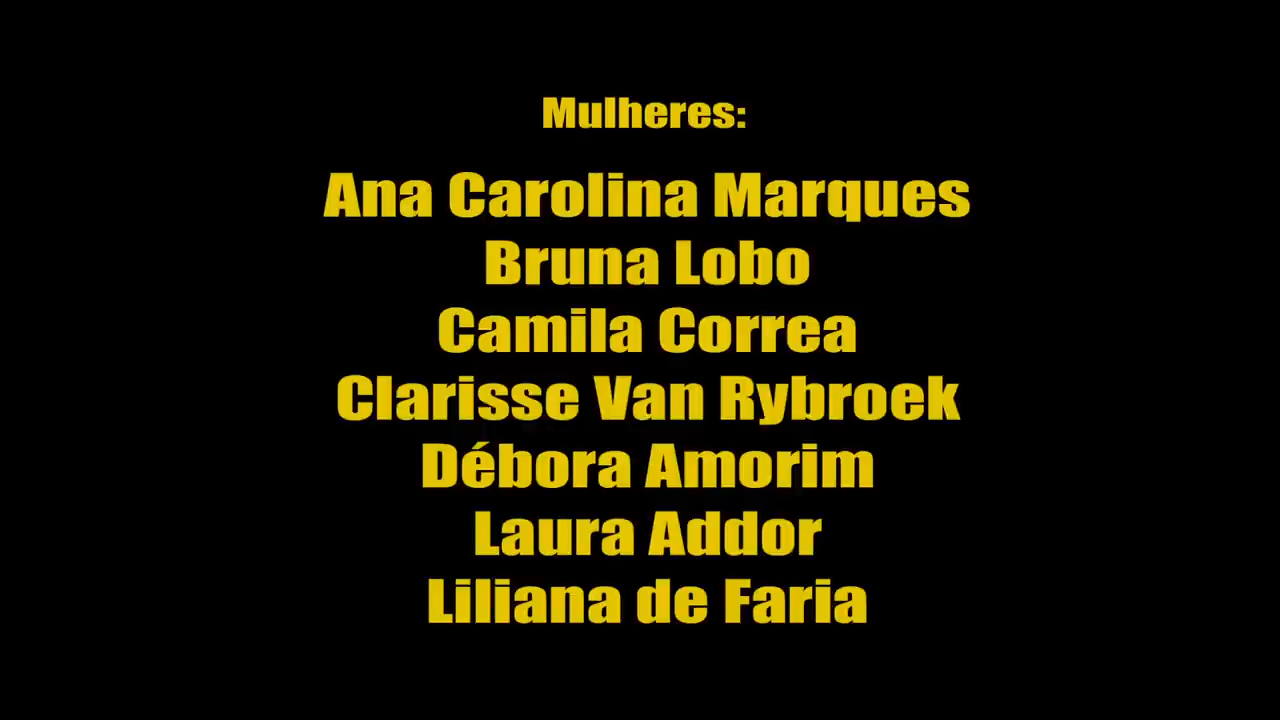 Mulheres:
Ana Carolina Marques
Bruna Lobo
Camila Correa
Clarisse Van Rybroek
Débora Amorim
Laura Addor
Liliana de Faria